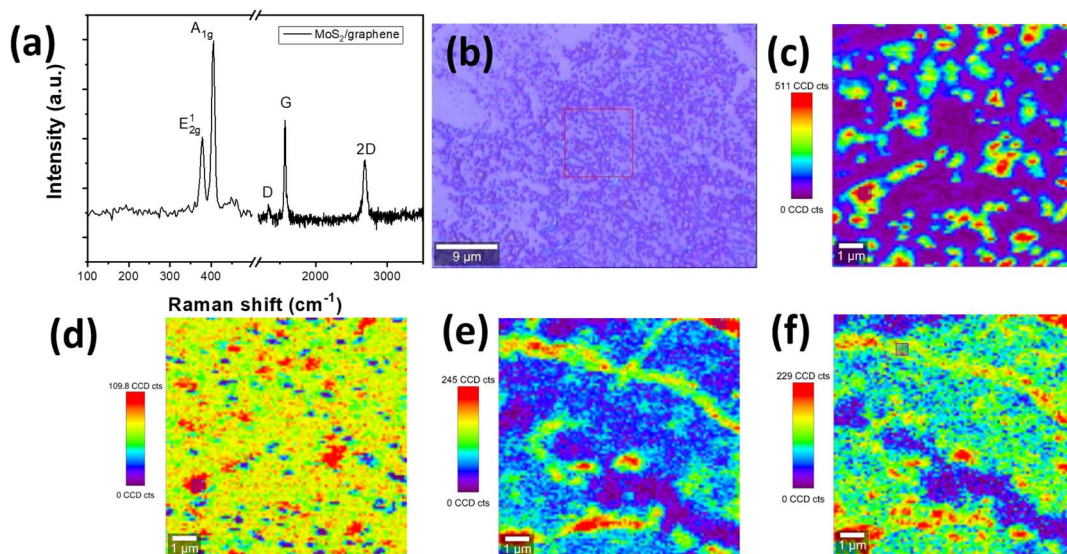 (a)
A1g
E12g
G
D
2D
MoS2/graphene
Intensity (a.u.)
100 200 300 400 2000 3000
Raman shift (cm-1)
(b)
9 µm
(c)
511 CCD cts
0 CCD cts
1 µm
(d)
109.8 CCD cts
0 CCD cts
1 µm
(e)
245 CCD cts
0 CCD cts
1 µm
(f)
229 CCD cts
0 CCD cts
1 µm